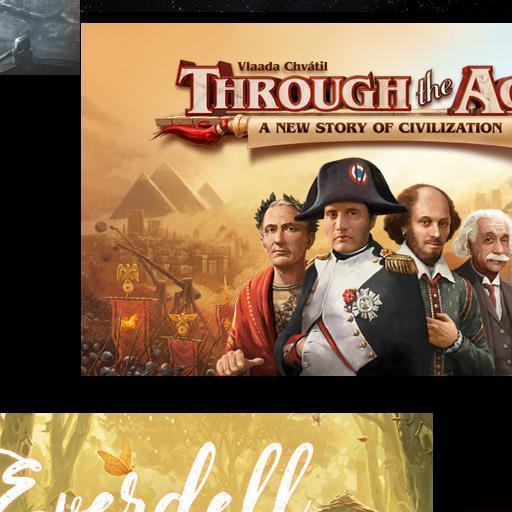 Vlaada Chvátil
THROUGH the
A NEW STORY OF CIVILIZATION
Everdell